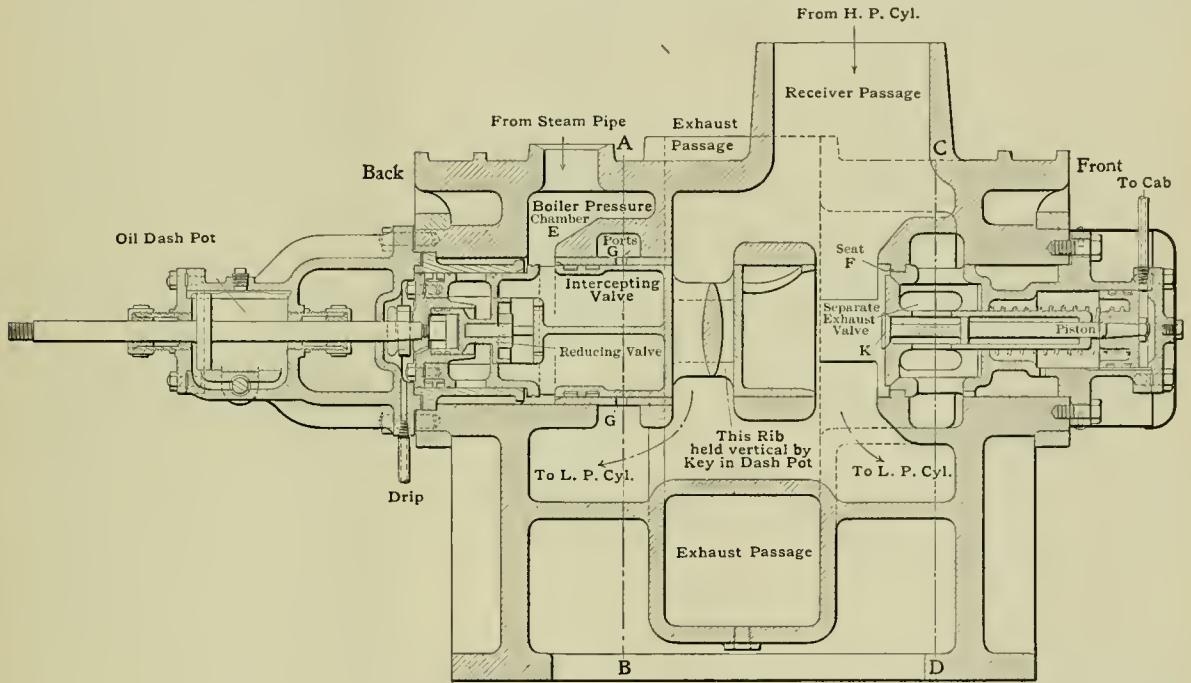 From H. P. Cyl.
Receiver Passage
From Steam Pipe
Exhaust
Passage
A
C
Back
Front
To Cab
Boiler Pressure
Chamber
E
Oil Dash Pot
Ports
G
Seat
F
Intercepting
Valve
Separate
Exhaust
Valve
Piston
Reducing Valve
K
G
This Rib
held vertical by
Key in Dash Pot
To L. P. Cyl.
To L. P. Cyl.
Drip
Exhaust Passage
B
D